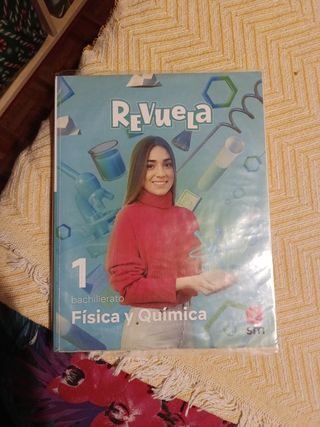 REVUELA
1
bachillerato
Física y Química
sm